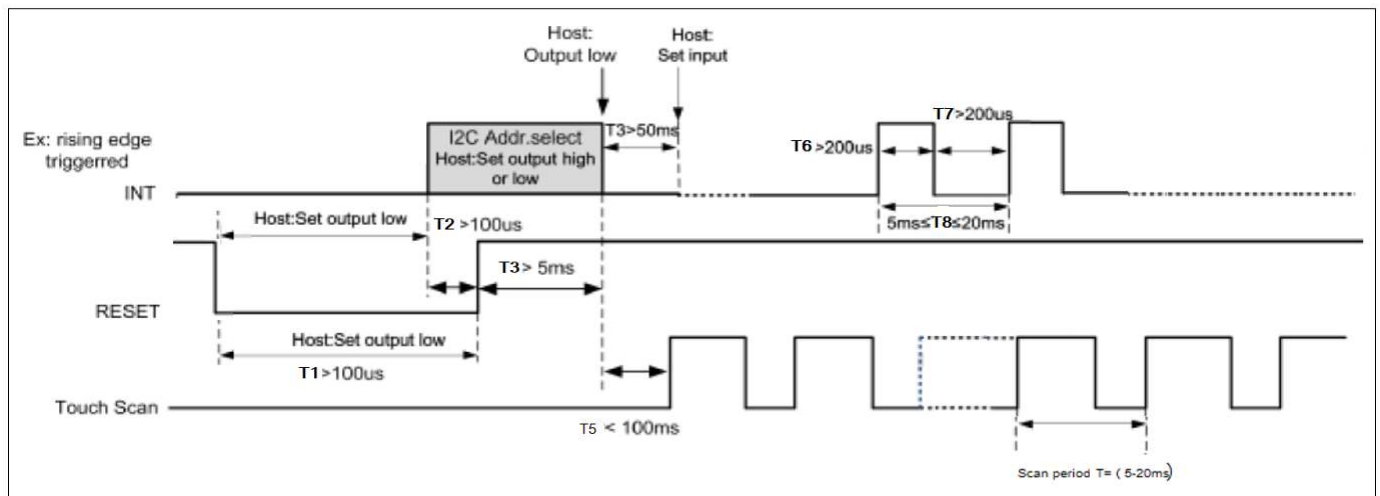 Host:
Output low
Host:
Set input
Ex: rising edge
triggerred
INT
I2C Addr.select
Host:Set output high
or low
T3>50ms
T6>200us
T7>200us
5ms≤T8≤20ms
Host:Set output low
T2>100us
T3> 5ms
RESET
Host:Set output low
T1>100us
Touch Scan
T5 < 100ms
Scan period T= ( 5-20ms)